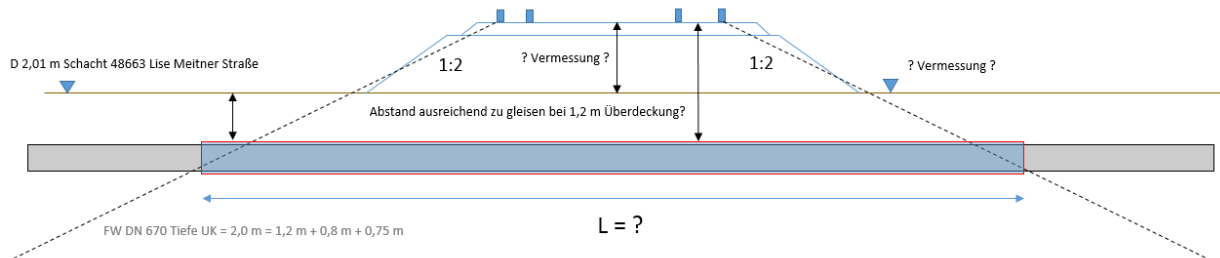 D 2,01 m Schacht 48663 Lise Meitner Straße
1:2
? Vermessung ?
1:2
? Vermessung ?
Abstand ausreichend zu gleisen bei 1,2 m Überdeckung?
FW DN 670 Tiefe UK = 2,0 m = 1,2 m + 0,8 m + 0,75 m
L = ?